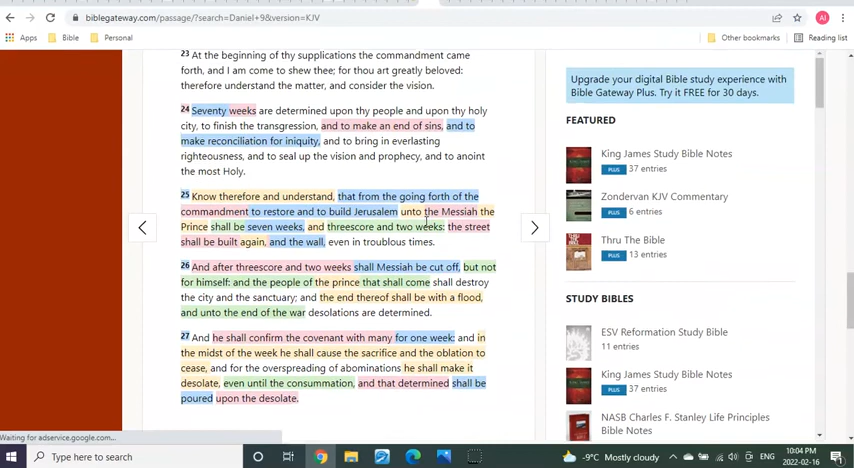 biblegateway.com/passage/?search=Daniel+9&version=KJV
AI
Apps
Bible
Personal
Other bookmarks
Reading list
23 At the beginning of thy supplications the commandment came
forth, and I am come to shew thee; for thou art greatly beloved:
therefore understand the matter, and consider the vision.
24 Seventy weeks are determined upon thy people and upon thy holy
city, to finish the transgression, and to make an end of sins, and to
make reconciliation for iniquity, and to bring in everlasting
righteousness, and to seal up the vision and prophecy, and to anoint
the most Holy.
25 Know therefore and understand, that from the going forth of the
commandment to restore and to build Jerusalem unto the Messiah the
Prince shall be seven weeks, and threescore and two weeks: the street
shall be built again, and the wall, even in troublous times.
26 And after threescore and two weeks shall Messiah be cut off, but not
for himself: and the people of the prince that shall come shall destroy
the city and the sanctuary; and the end thereof shall be with a flood,
and unto the end of the war desolations are determined.
27 And he shall confirm the covenant with many for one week: and in
the midst of the week he shall cause the sacrifice and the oblation to
cease, and for the overspreading of abominations he shall make it
desolate, even until the consummation, and that determined shall be
poured upon the desolate.
Upgrade your digital Bible study experience with
Bible Gateway Plus. Try it FREE for 30 days.
FEATURED
King James Study Bible Notes
PLUS 37 entries
Zondervan KJV Commentary
PLUS 6 entries
Thru The Bible
PLUS 13 entries
STUDY BIBLES
ESV Reformation Study Bible
11 entries
King James Study Bible Notes
PLUS 37 entries
NASB Charles F. Stanley Life Principles
Bible Notes
Waiting for adservice.google.com...
Type here to search
-9°C Mostly cloudy
ENG
10:04 PM
2022-02-16